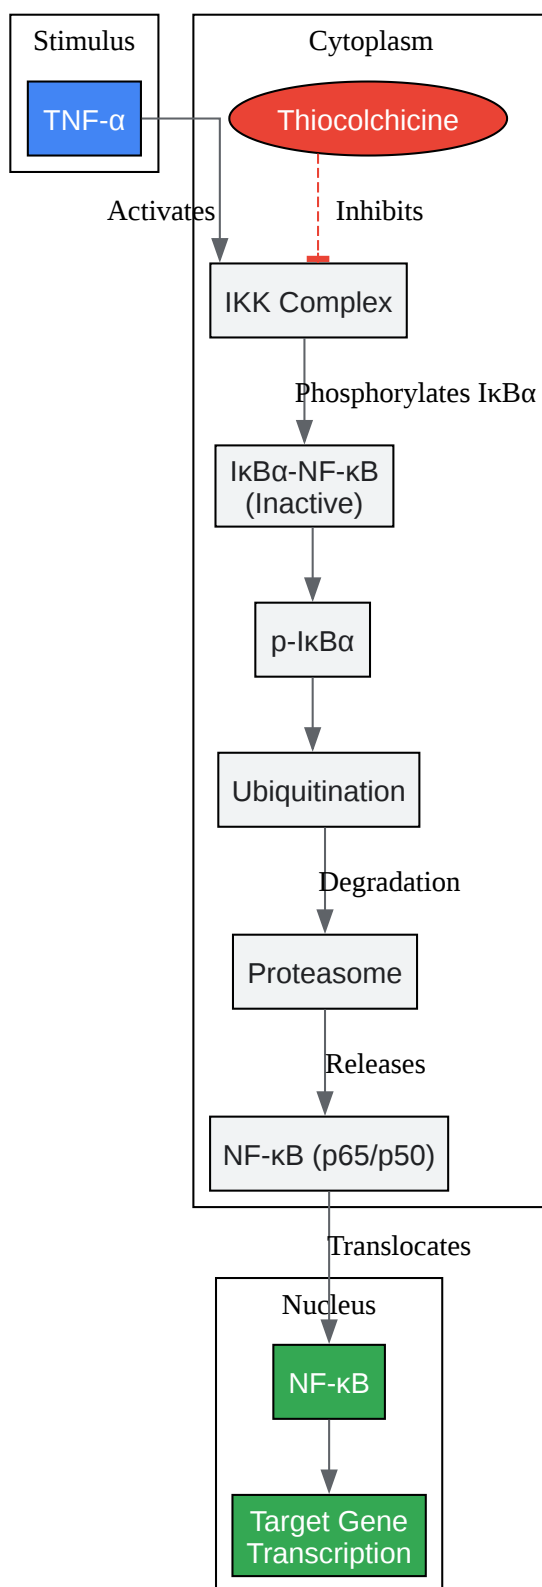 Stimulus
Cytoplasm
TNF-α
Thiocolchicine
Activates
Inhibits
IKK Complex
Phosphorylates IκBα
IκBα-NF-κB
(Inactive)
p-IκBα
Ubiquitination
Degradation
Proteasome
Releases
NF-κB (p65/p50)
Translocates
Nucleus
NF-κB
Target Gene
Transcription